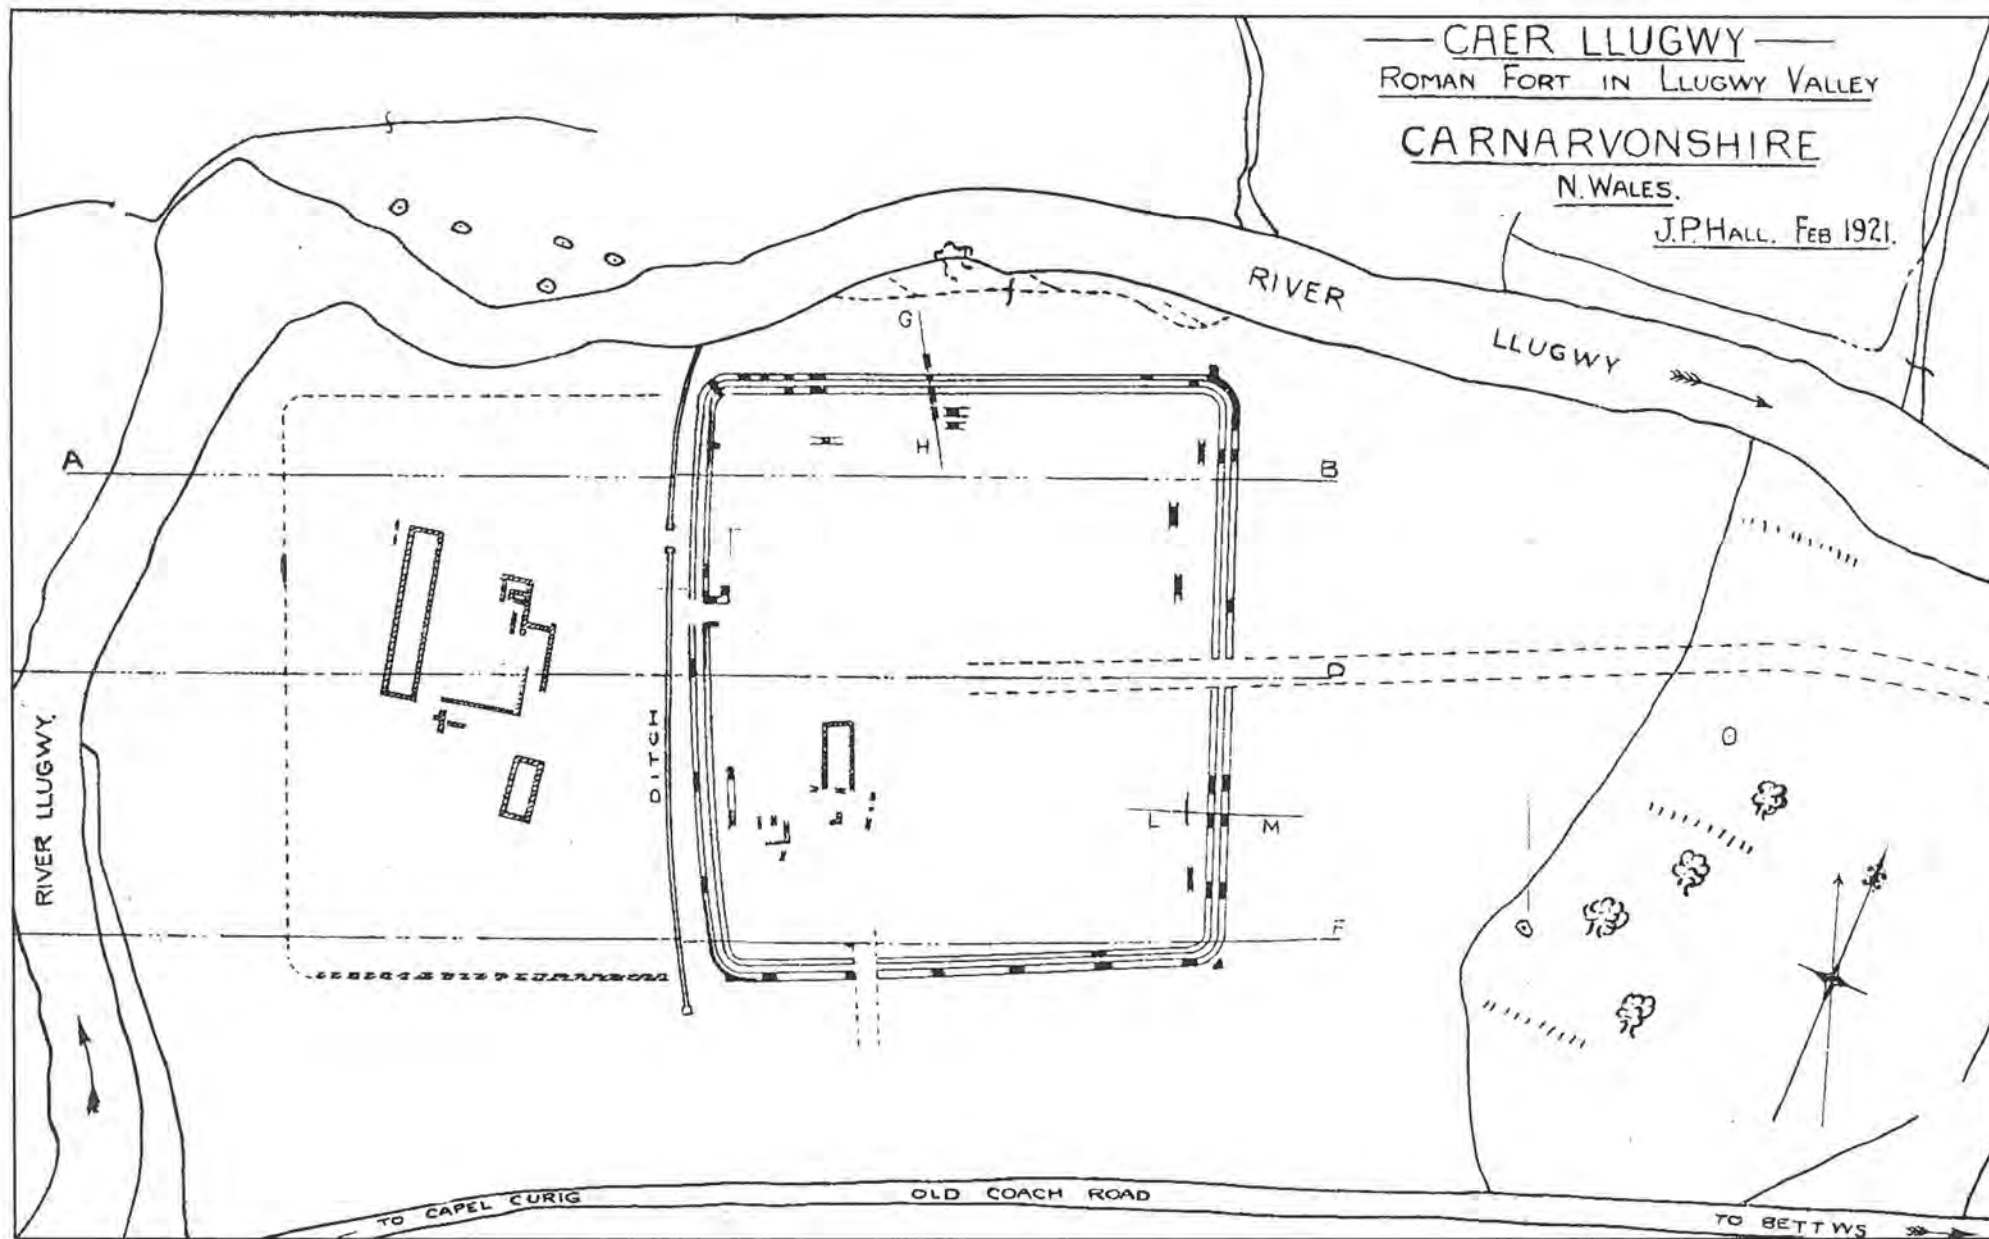 CAER LLUGWY
ROMAN FORT IN LLUGWY VALLEY
CARNARVONSHIRE
N. WALES.
J.P. HALL. FEB 1921.
RIVER
LLUGWY
G
H
A
B
D
DITCH
L
M
F
RIVER LLUGWY.
TO CAPEL CURIG
OLD COACH ROAD
TO BETTWS